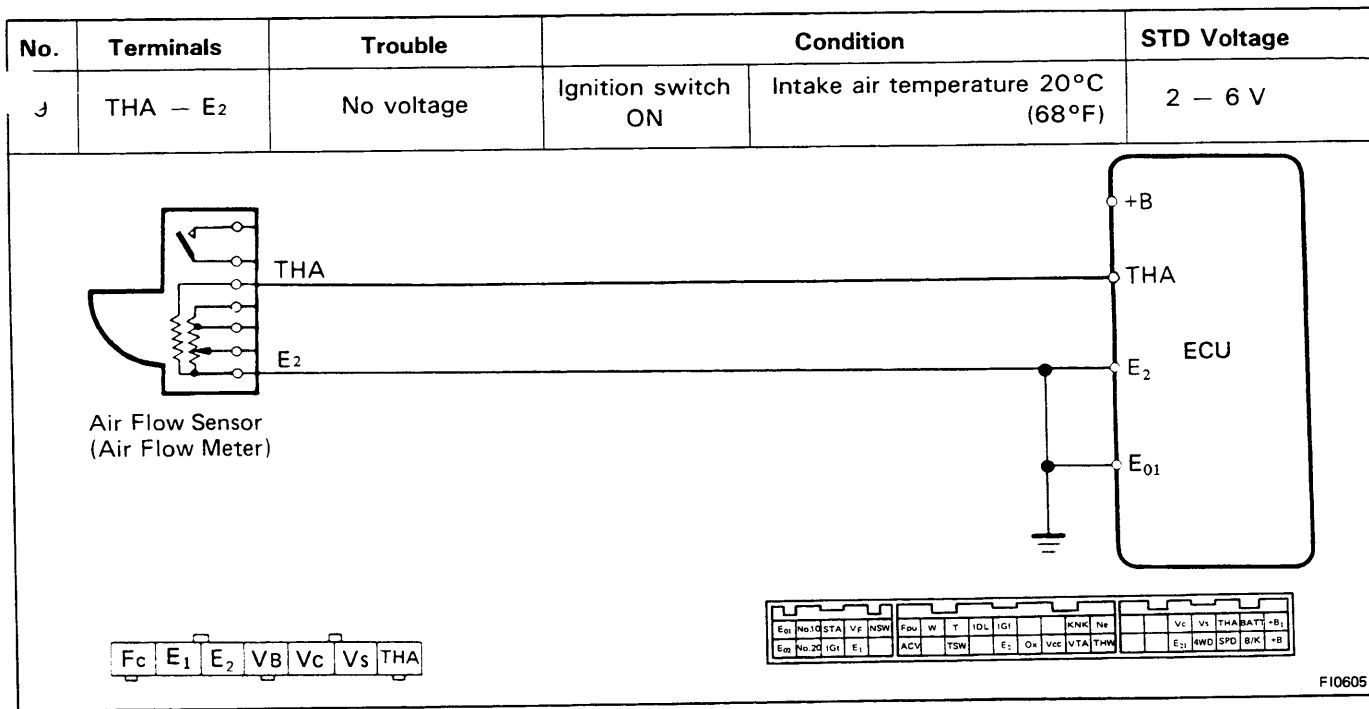 No. Terminals Trouble Condition STD Voltage
THA – E2 No voltage Ignition switch ON Intake air temperature 20°C (68°F) 2 – 6 V
+B
THA
THA
ECU
E2
E2
E01
Air Flow Sensor
(Air Flow Meter)
Fc E1 E2 VB Vc Vs THA
E01 No.10 STA VF NSW Fpu W T IDL IGf KNK Ne Vc Vs THA BATT +B1
E02 No.20 IGt E1 ACV TSW E2 Ox Vcc VTA THW E21 4WD SPD B/K +B
FI0605